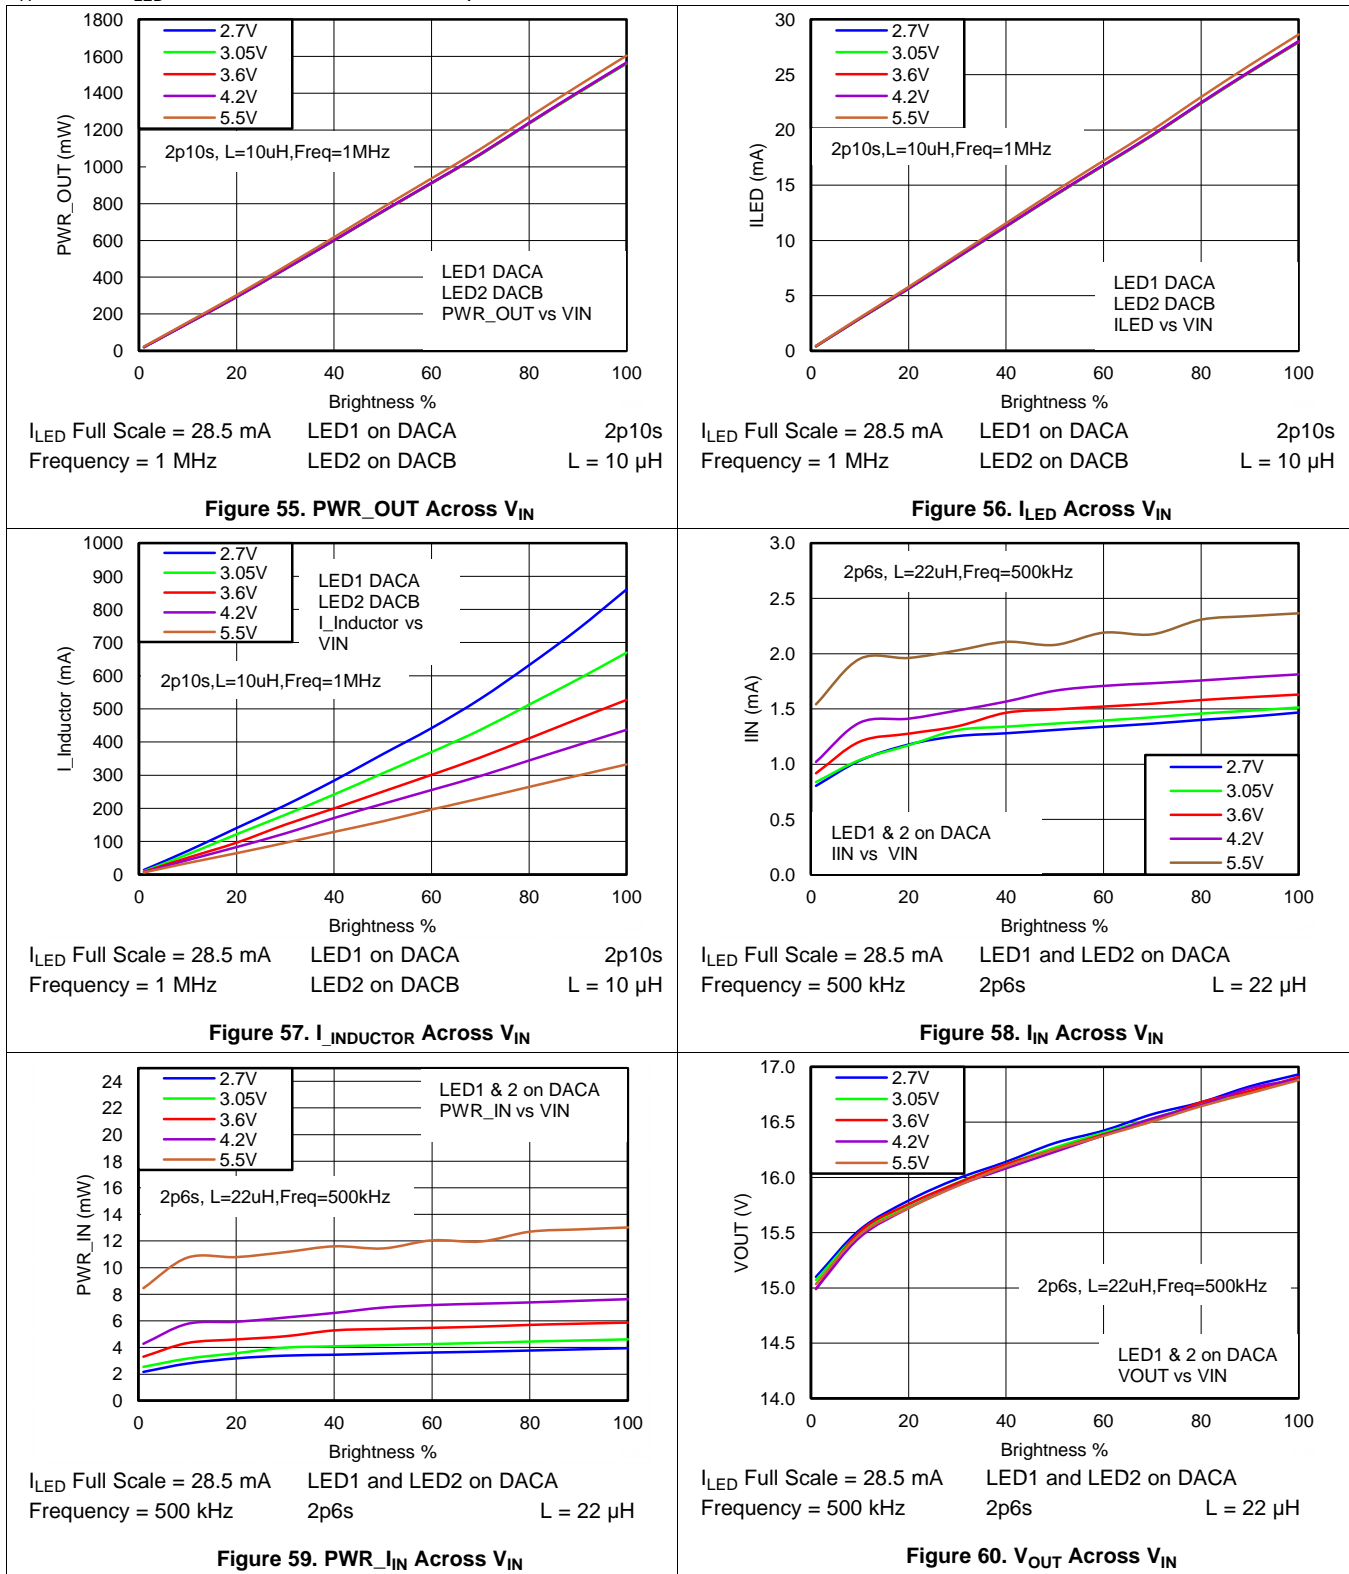 1800
1600
1400
1200
1000
800
600
400
200
0
PWR_OUT (mW)
2.7V
3.05V
3.6V
4.2V
5.5V
2p10s, L=10uH,Freq=1MHz
LED1 DACA
LED2 DACB
PWR_OUT vs VIN
0 20 40 60 80 100
Brightness %
I_LED Full Scale = 28.5 mA LED1 on DACA 2p10s
Frequency = 1 MHz LED2 on DACB L = 10 µH
Figure 55. PWR_OUT Across V_IN
30
25
20
15
10
5
0
ILED (mA)
2.7V
3.05V
3.6V
4.2V
5.5V
2p10s,L=10uH,Freq=1MHz
LED1 DACA
LED2 DACB
ILED vs VIN
0 20 40 60 80 100
Brightness %
I_LED Full Scale = 28.5 mA LED1 on DACA 2p10s
Frequency = 1 MHz LED2 on DACB L = 10 µH
Figure 56. I_LED Across V_IN
1000
900
800
700
600
500
400
300
200
100
0
I_Inductor (mA)
2.7V
3.05V
3.6V
4.2V
5.5V
LED1 DACA
LED2 DACB
I_Inductor vs
VIN
2p10s,L=10uH,Freq=1MHz
0 20 40 60 80 100
Brightness %
I_LED Full Scale = 28.5 mA LED1 on DACA 2p10s
Frequency = 1 MHz LED2 on DACB L = 10 µH
Figure 57. I_INDUCTOR Across V_IN
3.0
2.5
2.0
1.5
1.0
0.5
0.0
IIN (mA)
2p6s, L=22uH,Freq=500kHz
2.7V
3.05V
3.6V
4.2V
5.5V
LED1 & 2 on DACA
IIN vs VIN
0 20 40 60 80 100
Brightness %
I_LED Full Scale = 28.5 mA LED1 and LED2 on DACA
Frequency = 500 kHz 2p6s L = 22 µH
Figure 58. I_IN Across V_IN
24
22
20
18
16
14
12
10
8
6
4
2
0
PWR_IN (mW)
2.7V
3.05V
3.6V
4.2V
5.5V
LED1 & 2 on DACA
PWR_IN vs VIN
2p6s, L=22uH,Freq=500kHz
0 20 40 60 80 100
Brightness %
I_LED Full Scale = 28.5 mA LED1 and LED2 on DACA
Frequency = 500 kHz 2p6s L = 22 µH
Figure 59. PWR_I_IN Across V_IN
17.0
16.5
16.0
15.5
15.0
14.5
14.0
VOUT (V)
2.7V
3.05V
3.6V
4.2V
5.5V
2p6s, L=22uH,Freq=500kHz
LED1 & 2 on DACA
VOUT vs VIN
0 20 40 60 80 100
Brightness %
I_LED Full Scale = 28.5 mA LED1 and LED2 on DACA
Frequency = 500 kHz 2p6s L = 22 µH
Figure 60. V_OUT Across V_IN